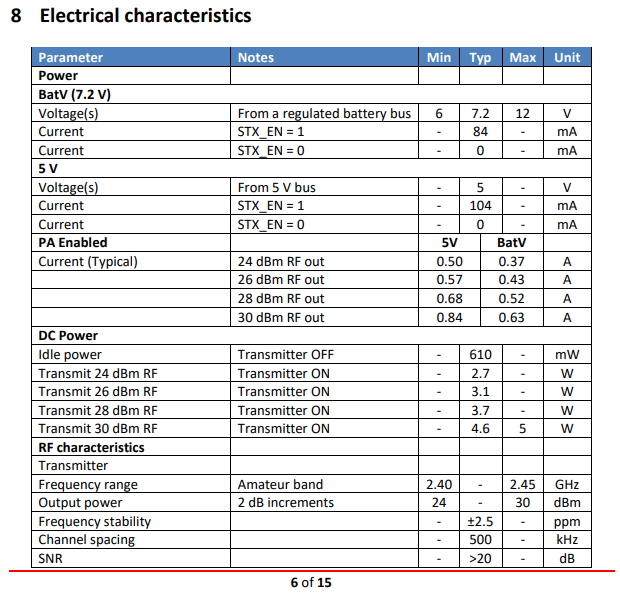 8 Electrical characteristics
Parameter Notes Min Typ Max Unit
Power
BatV (7.2 V)
Voltage(s) From a regulated battery bus 6 7.2 12 V
Current STX_EN = 1 - 84 - mA
Current STX_EN = 0 - 0 - mA
5 V
Voltage(s) From 5 V bus - 5 - V
Current STX_EN = 1 - 104 - mA
Current STX_EN = 0 - 0 - mA
PA Enabled 5V BatV
Current (Typical) 24 dBm RF out 0.50 0.37 A
26 dBm RF out 0.57 0.43 A
28 dBm RF out 0.68 0.52 A
30 dBm RF out 0.84 0.63 A
DC Power
Idle power Transmitter OFF - 610 - mW
Transmit 24 dBm RF Transmitter ON - 2.7 - W
Transmit 26 dBm RF Transmitter ON - 3.1 - W
Transmit 28 dBm RF Transmitter ON - 3.7 - W
Transmit 30 dBm RF Transmitter ON - 4.6 5 W
RF characteristics
Transmitter
Frequency range Amateur band 2.40 - 2.45 GHz
Output power 2 dB increments 24 - 30 dBm
Frequency stability - ±2.5 - ppm
Channel spacing - 500 - kHz
SNR - >20 - dB
6 of 15